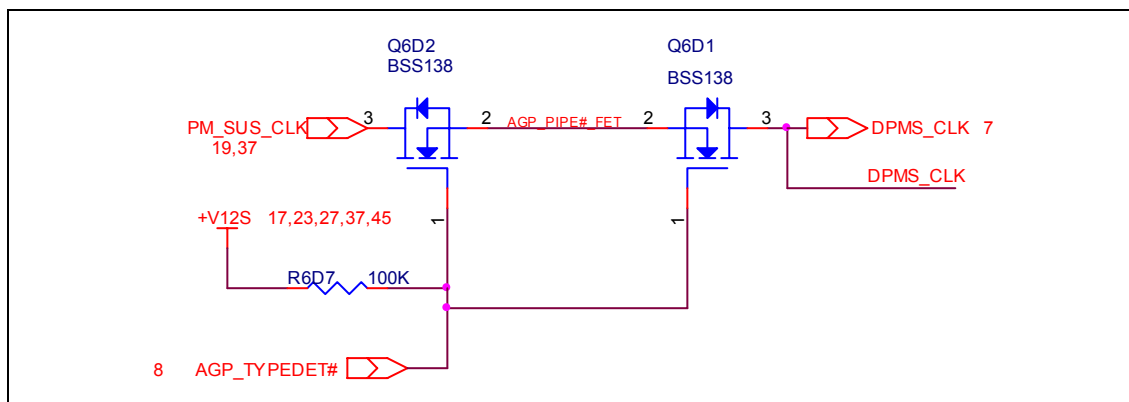 Q6D2
BSS138
Q6D1
BSS138
PM_SUS_CLK
19,37
3
2
AGP_PIPE#_FET
2
3
DPMS_CLK 7
DPMS_CLK
1
1
+V12S 17,23,27,37,45
R6D7 100K
8 AGP_TYPEDET#